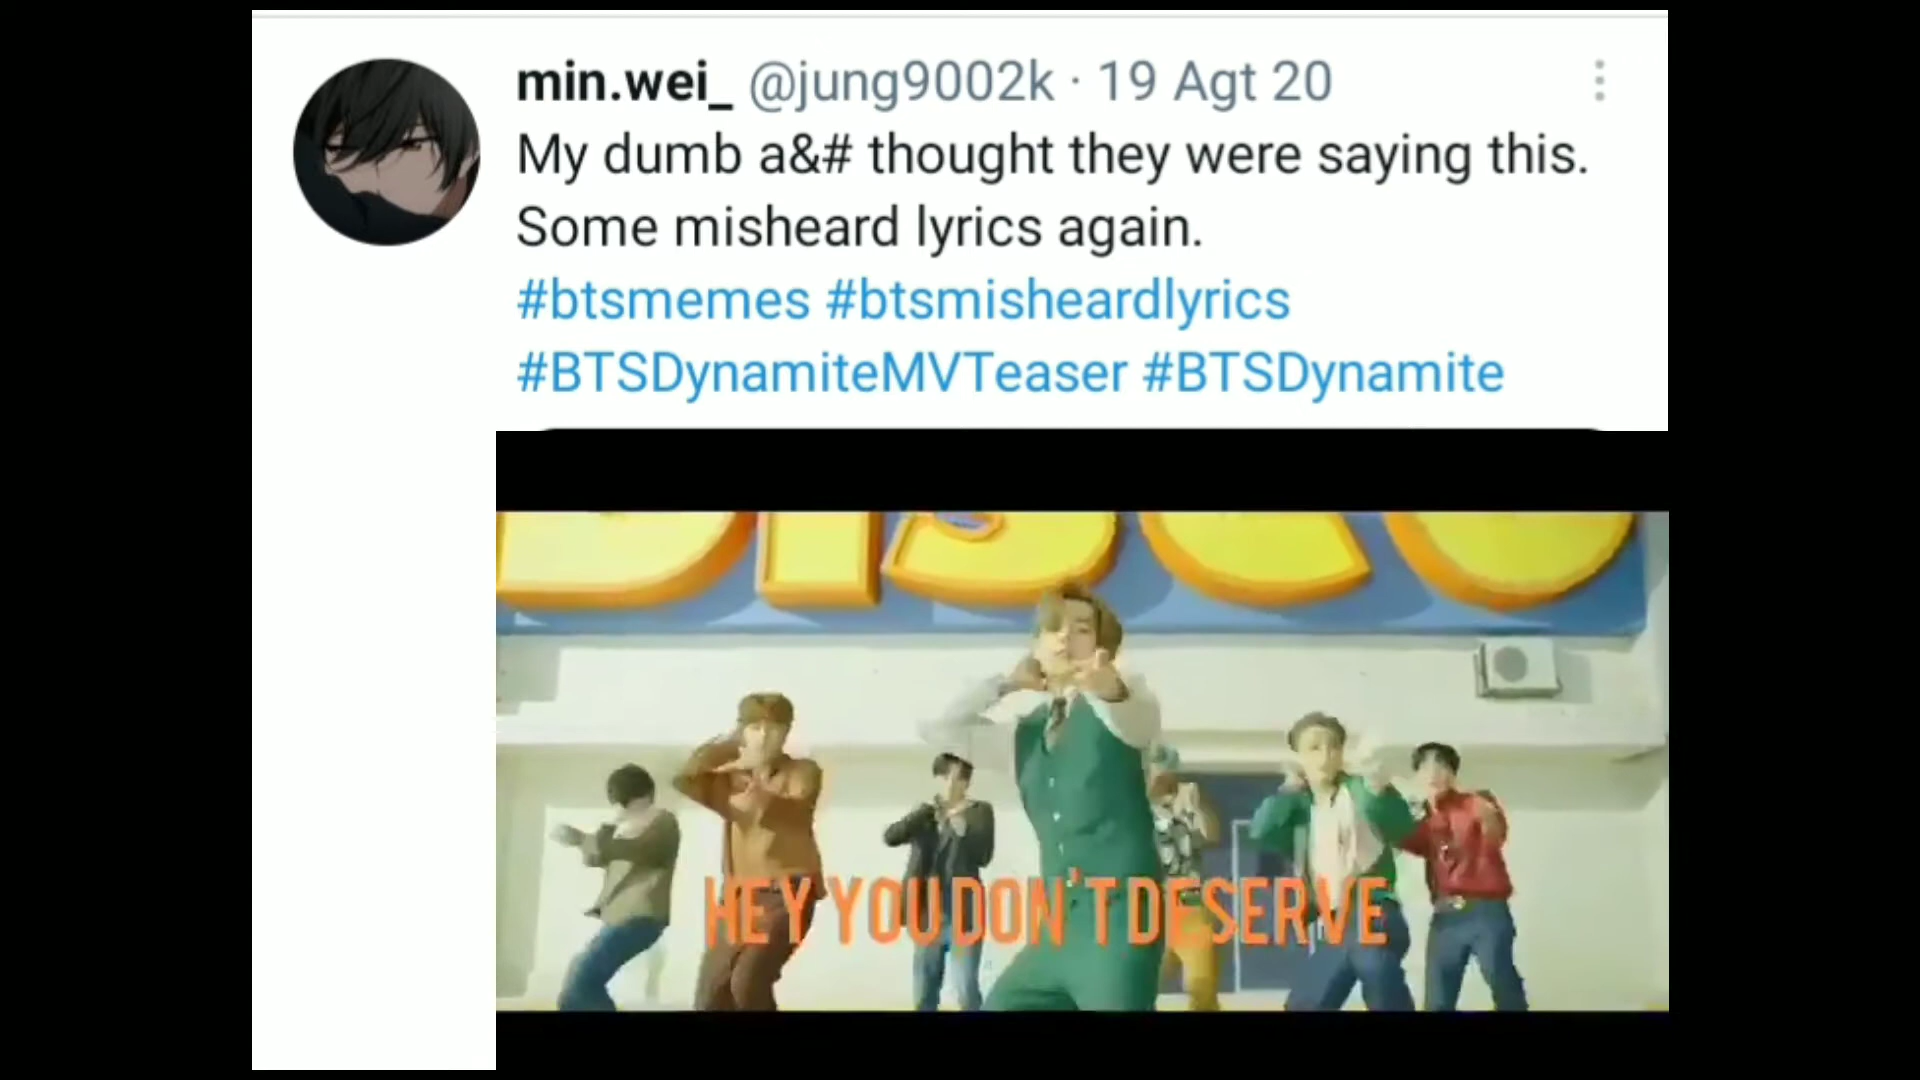 min.wei_ @jung9002k · 19 Agt 20
My dumb a&# thought they were saying this.
Some misheard lyrics again.
#btsmemes #btsmisheardlyrics
#BTSDynamiteMVTeaser #BTSDynamite
DISCO
HEY YOU DON'T DESERVE